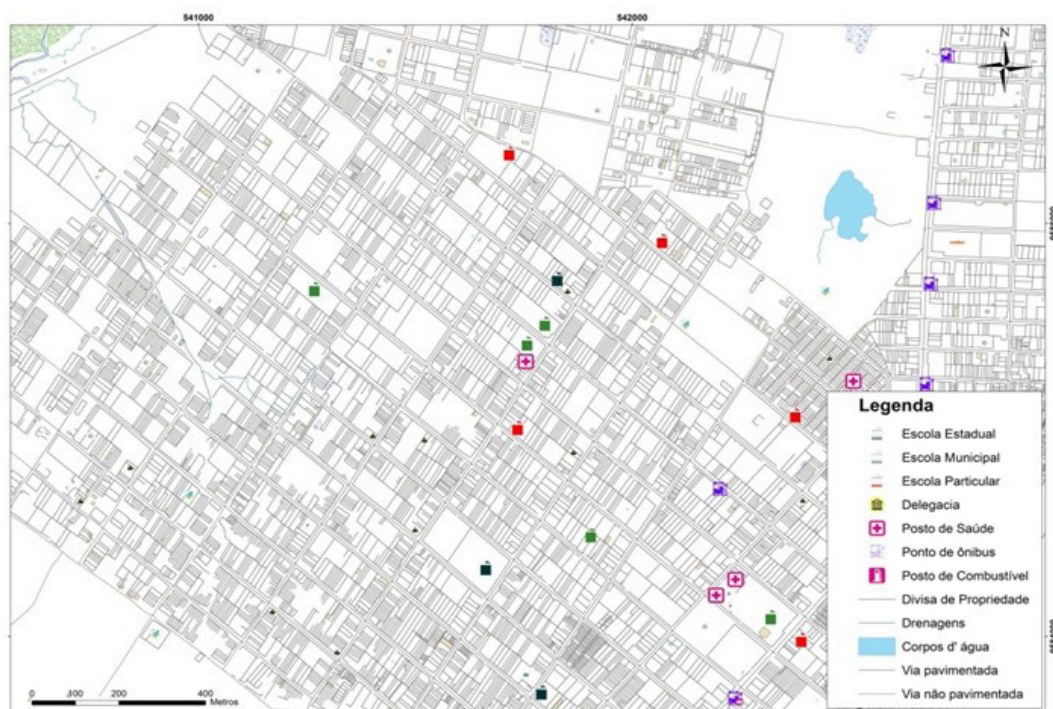 541000
542000
N
Legenda
Escola Estadual
Escola Municipal
Escola Particular
Delegacia
Posto de Saúde
Ponto de ônibus
Posto de Combustível
Divisa de Propriedade
Drenagens
Corpos d' água
Via pavimentada
Via não pavimentada
0 100 200 400
Metros